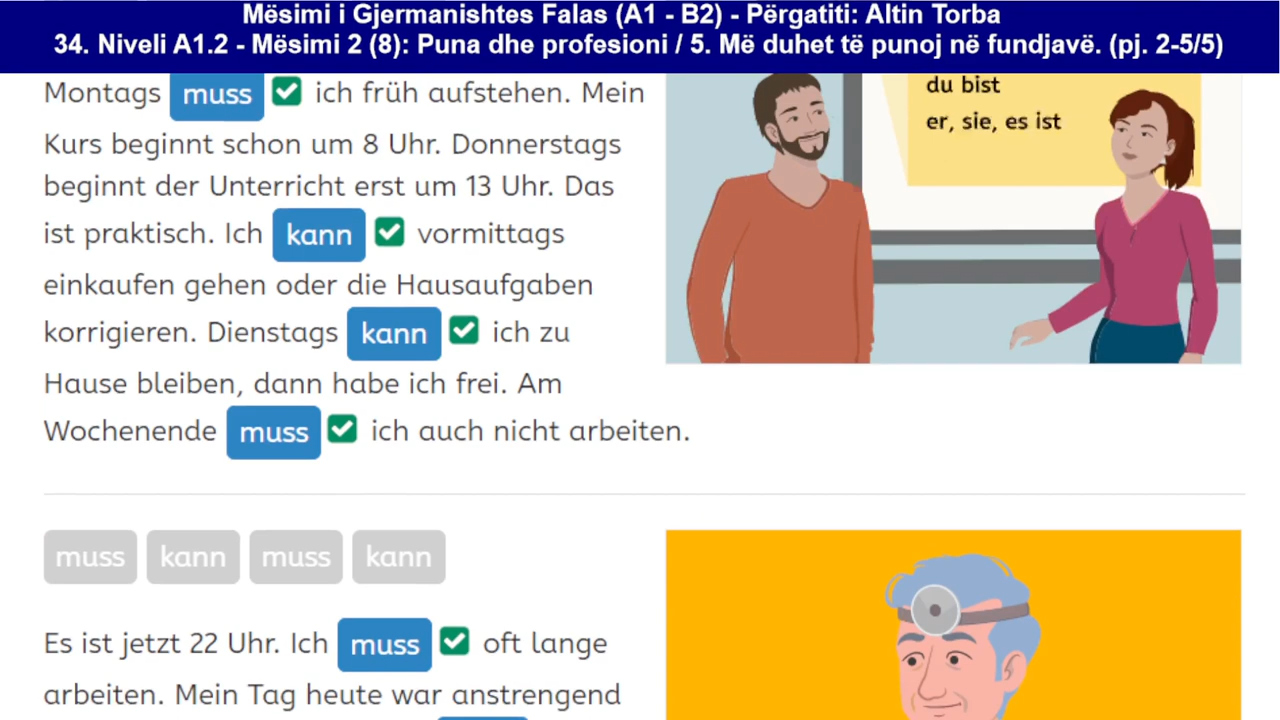 Mësimi i Gjermanishtes Falas (A1 - B2) - Përgatiti: Altin Torba
34. Niveli A1.2 - Mësimi 2 (8): Puna dhe profesioni / 5. Më duhet të punoj në fundjavë. (pj. 2-5/5)
Montags muss ich früh aufstehen. Mein
Kurs beginnt schon um 8 Uhr. Donnerstags
beginnt der Unterricht erst um 13 Uhr. Das
ist praktisch. Ich kann vormittags
einkaufen gehen oder die Hausaufgaben
korrigieren. Dienstags kann ich zu
Hause bleiben, dann habe ich frei. Am
Wochenende muss ich auch nicht arbeiten.
du bist
er, sie, es ist
muss kann muss kann
Es ist jetzt 22 Uhr. Ich muss oft lange
arbeiten. Mein Tag heute war anstrengend